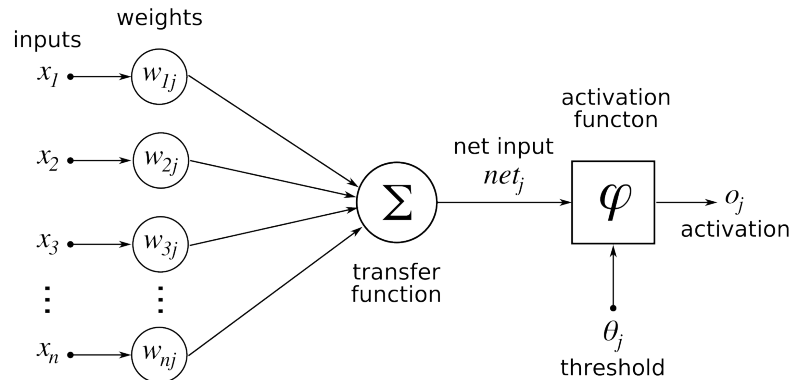 weights
inputs
x1
w1j
x2
w2j
x3
w3j
⋮ ⋮
xn
wnj
Σ
transfer
function
net input
netj
activation
functon
φ
oj
activation
θj
threshold